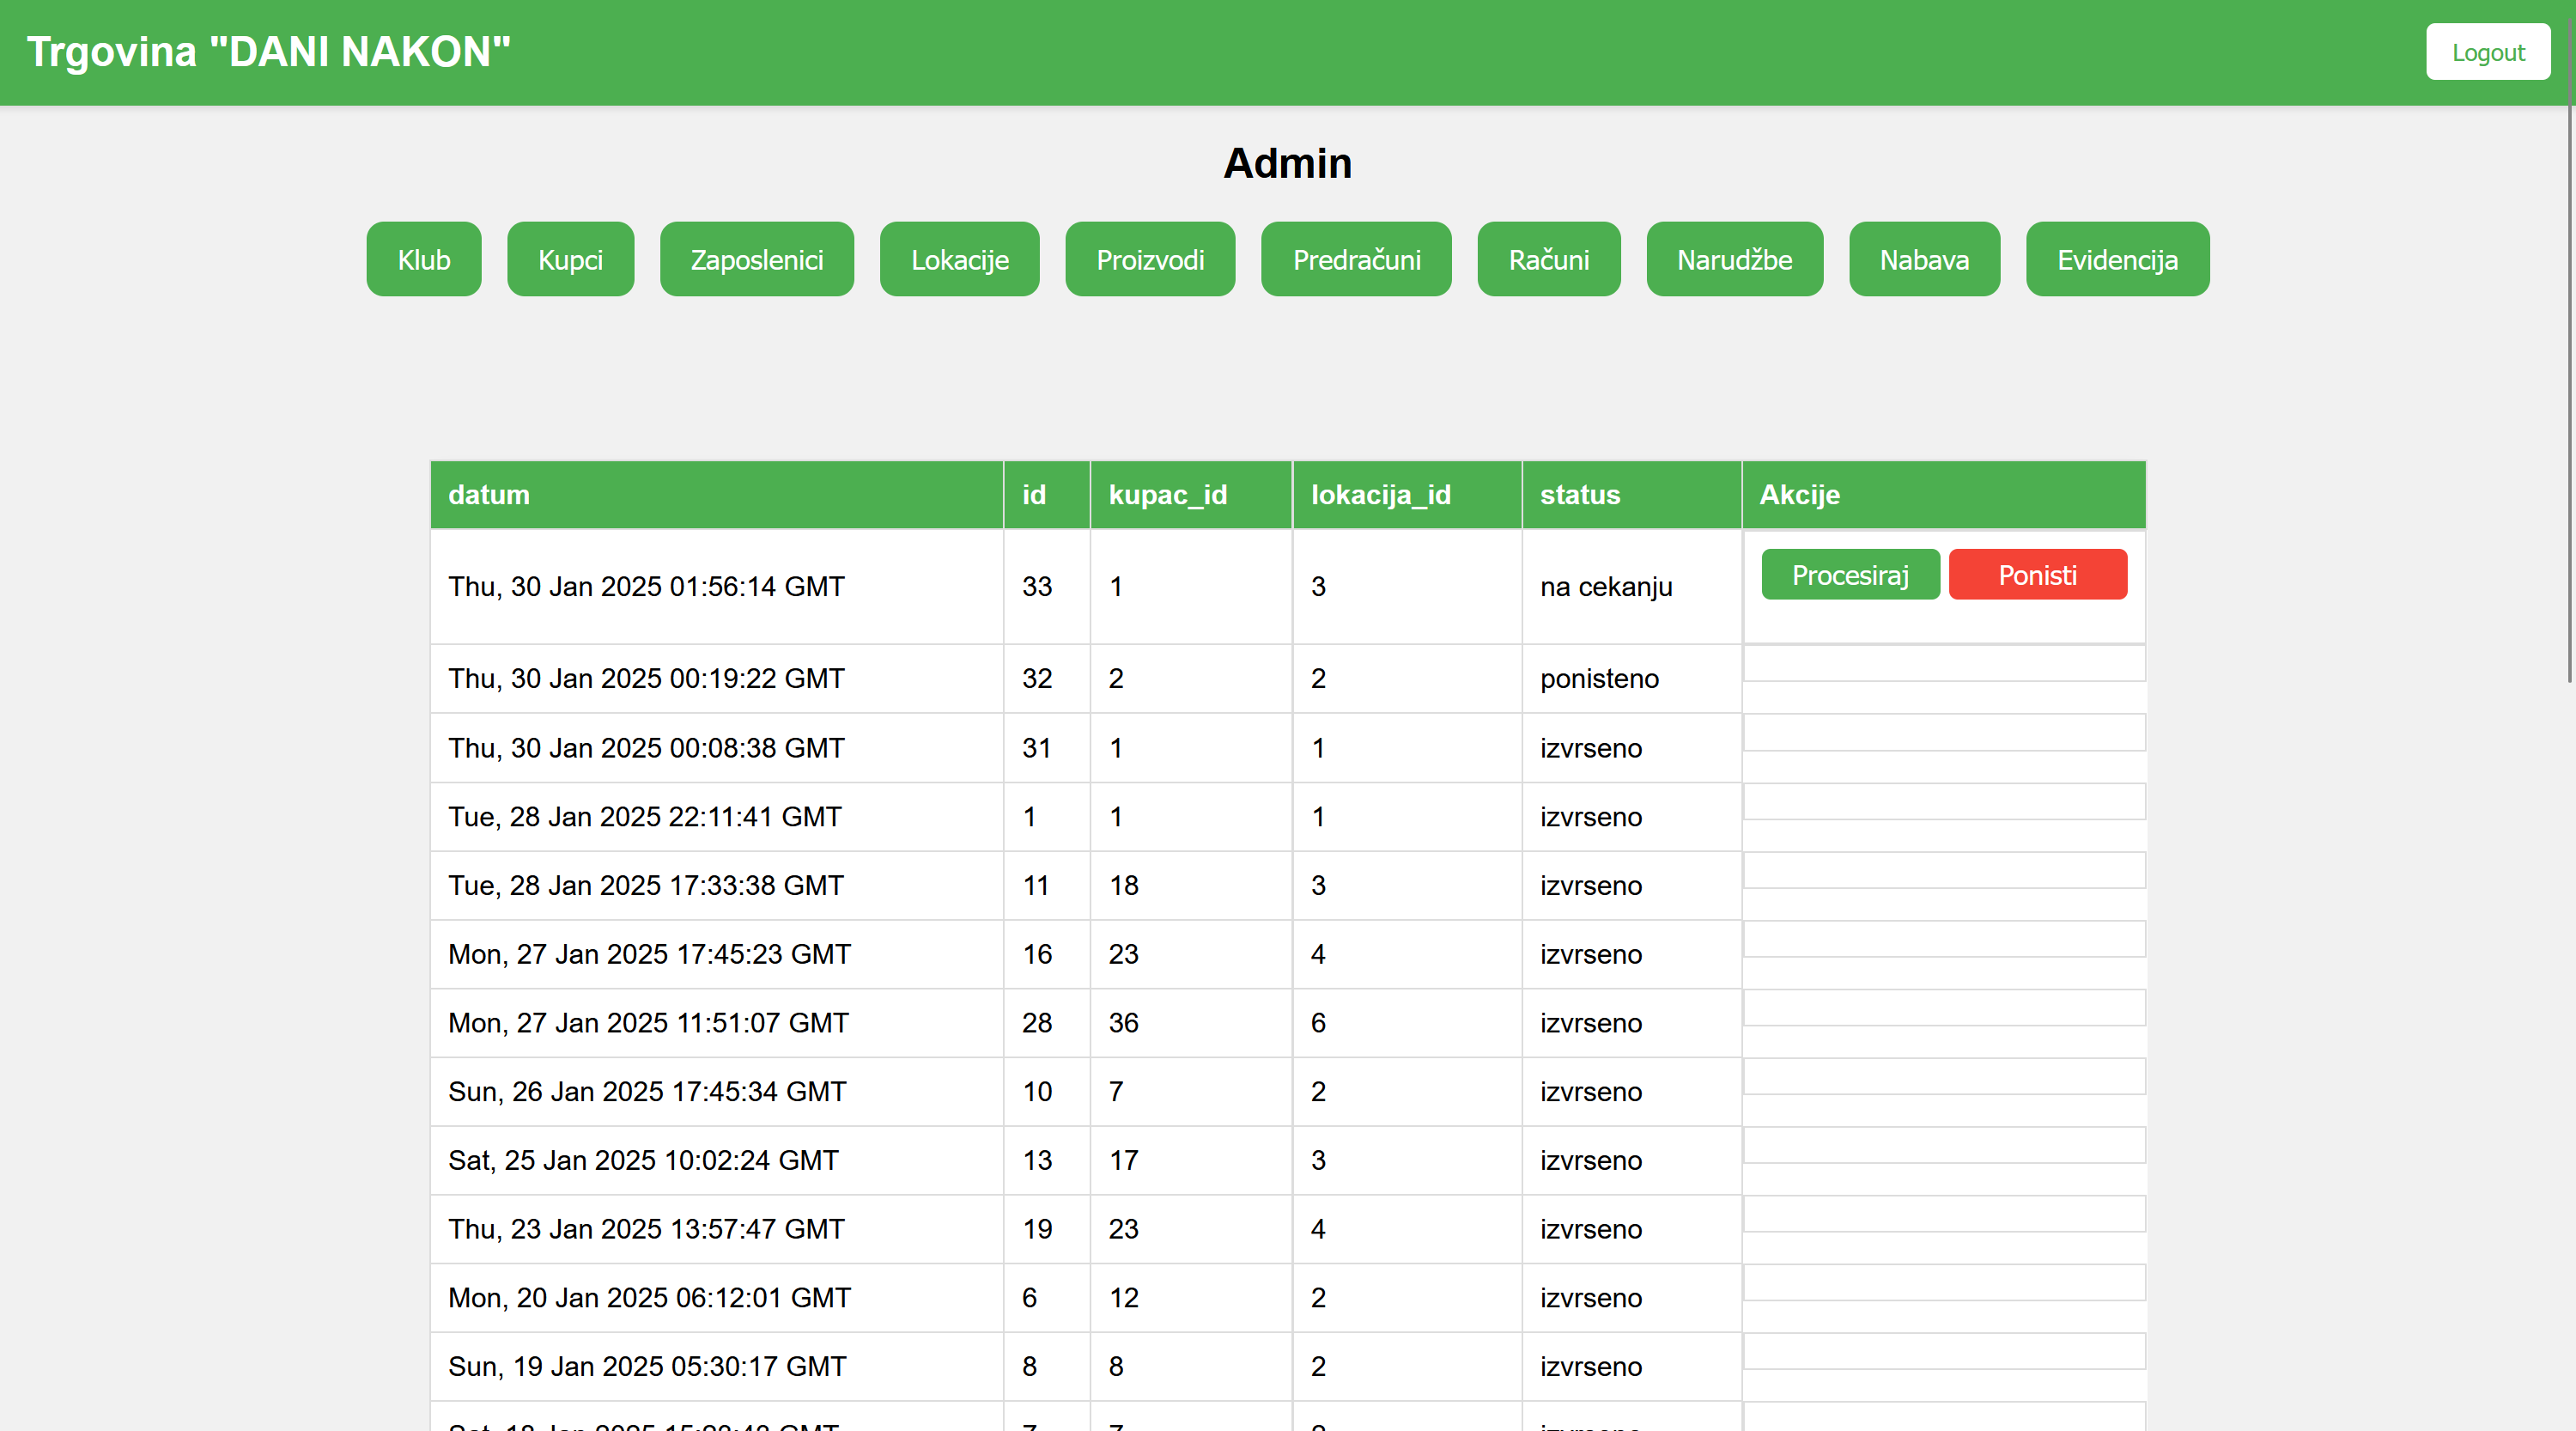 Trgovina "DANI NAKON" Logout
Admin
Klub Kupci Zaposlenici Lokacije Proizvodi Predračuni Računi Narudžbe Nabava Evidencija
datum id kupac_id lokacija_id status Akcije
Thu, 30 Jan 2025 01:56:14 GMT 33 1 3 na cekanju Procesiraj Ponisti
Thu, 30 Jan 2025 00:19:22 GMT 32 2 2 ponisteno
Thu, 30 Jan 2025 00:08:38 GMT 31 1 1 izvrseno
Tue, 28 Jan 2025 22:11:41 GMT 1 1 1 izvrseno
Tue, 28 Jan 2025 17:33:38 GMT 11 18 3 izvrseno
Mon, 27 Jan 2025 17:45:23 GMT 16 23 4 izvrseno
Mon, 27 Jan 2025 11:51:07 GMT 28 36 6 izvrseno
Sun, 26 Jan 2025 17:45:34 GMT 10 7 2 izvrseno
Sat, 25 Jan 2025 10:02:24 GMT 13 17 3 izvrseno
Thu, 23 Jan 2025 13:57:47 GMT 19 23 4 izvrseno
Mon, 20 Jan 2025 06:12:01 GMT 6 12 2 izvrseno
Sun, 19 Jan 2025 05:30:17 GMT 8 8 2 izvrseno